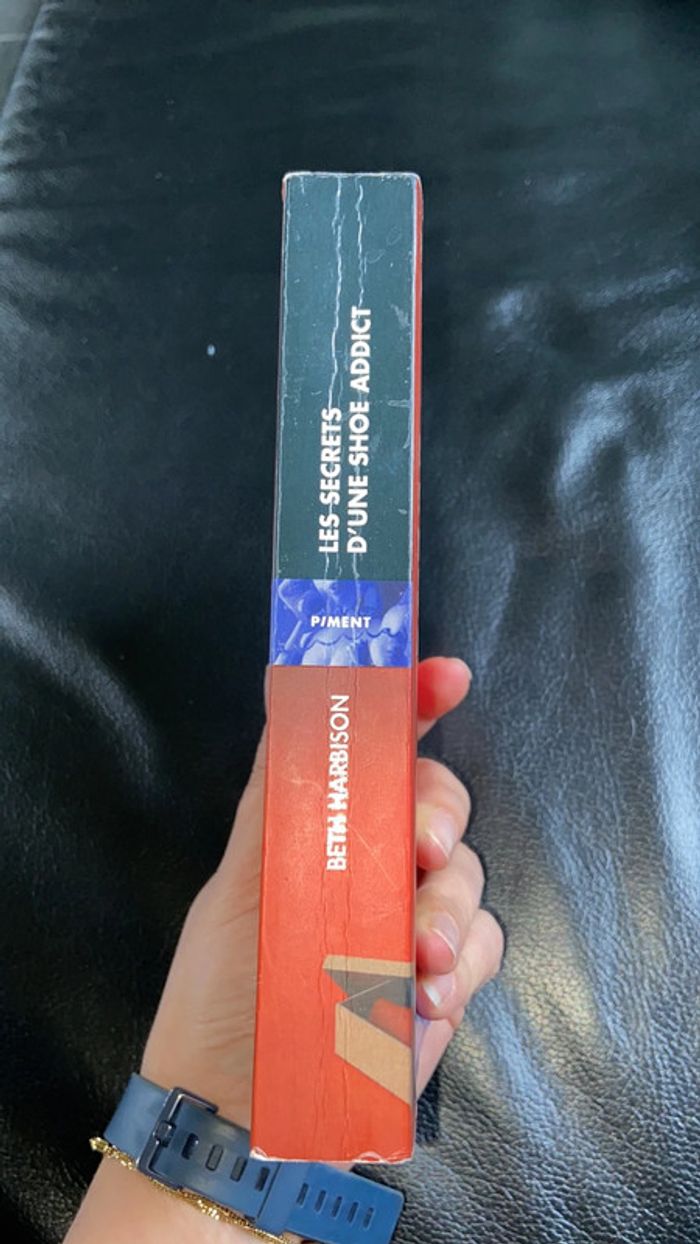 LES SECRETS
D'UNE SHOE ADDICT
PIMENT
BETH HARBISON